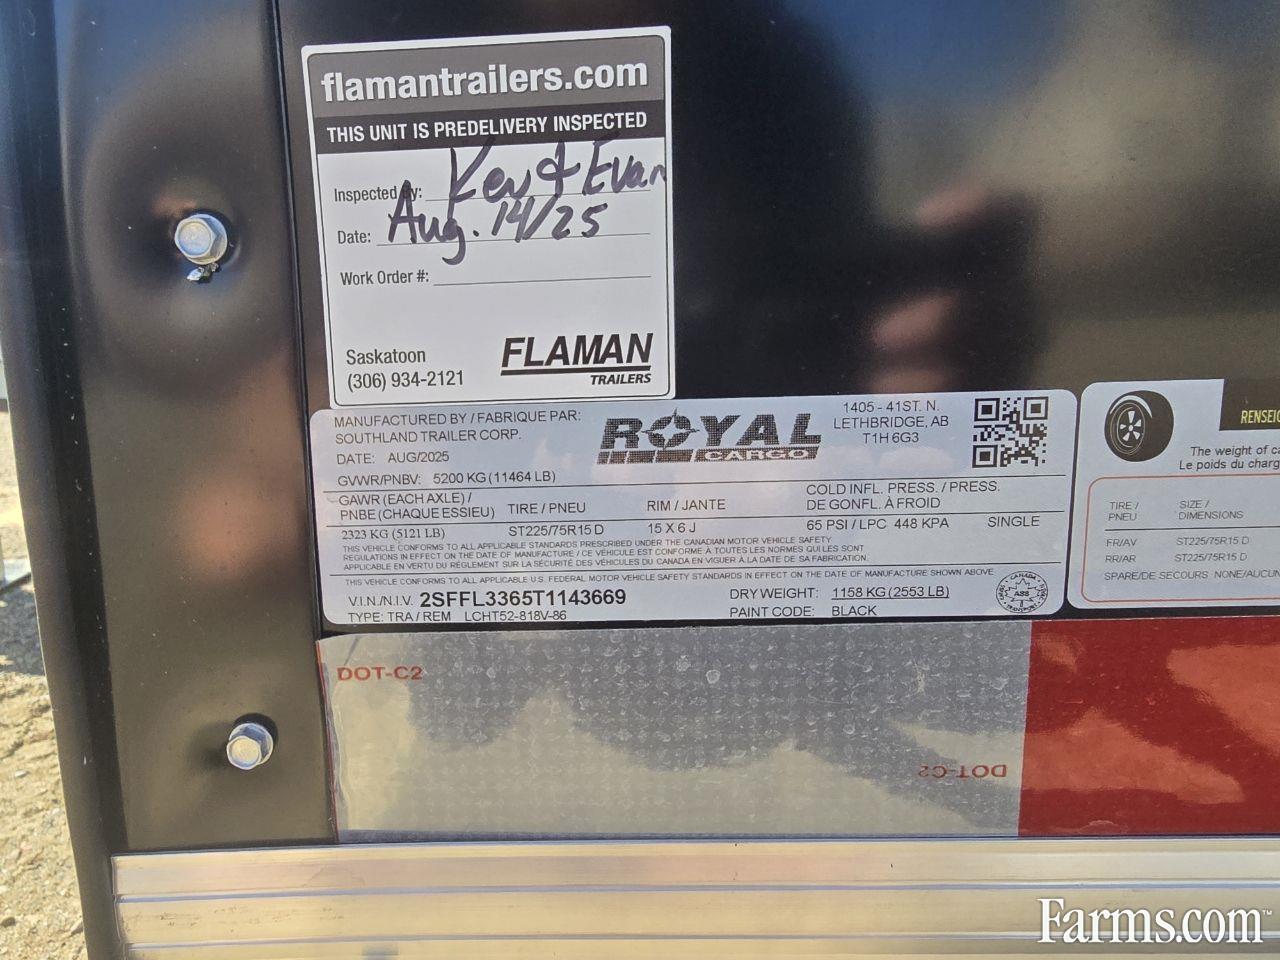 flamantrailers.com
THIS UNIT IS PREDELIVERY INSPECTED
Inspected By: Kev & Evan
Date: Aug. 14/25
Work Order #:
Saskatoon
(306) 934-2121
FLAMAN
TRAILERS
MANUFACTURED BY / FABRIQUE PAR:
SOUTHLAND TRAILER CORP.
DATE: AUG/2025
ROYAL
CARGO
1405 - 41ST. N.
LETHBRIDGE, AB
T1H 6G3
GVWR/PNBV: 5200 KG (11464 LB)
GAWR (EACH AXLE) /
PNBE (CHAQUE ESSIEU)
TIRE / PNEU
RIM / JANTE
COLD INFL. PRESS. / PRESS.
DE GONFL. À FROID
2323 KG (5121 LB) ST225/75R15 D 15 X 6 J 65 PSI / LPC 448 KPA SINGLE
THIS VEHICLE CONFORMS TO ALL APPLICABLE STANDARDS PRESCRIBED UNDER THE CANADIAN MOTOR VEHICLE SAFETY
REGULATIONS IN EFFECT ON THE DATE OF MANUFACTURE / CE VÉHICULE EST CONFORME À TOUTES LES NORMES QUI LES SONT
APPLICABLE EN VERTU DU RÈGLEMENT SUR LA SÉCURITÉ DES VÉHICULES DU CANADA EN VIGUER À LA DATE DE SA FABRICATION.
THIS VEHICLE CONFORMS TO ALL APPLICABLE U.S. FEDERAL MOTOR VEHICLE SAFETY STANDARDS IN EFFECT ON THE DATE OF MANUFACTURE SHOWN ABOVE
V.I.N./N.I.V. 2SFFL3365T1143669 DRY WEIGHT: 1158 KG (2553 LB)
TYPE: TRA / REM LCHT52-818V-86 PAINT CODE: BLACK
CANADA
ASS
TRANSPORT
RENSEIG
The weight of ca
Le poids du charg
TIRE /
PNEU
SIZE /
DIMENSIONS
FR/AV ST225/75R15 D
RR/AR ST225/75R15 D
SPARE/DE SECOURS NONE/AUCUN
DOT-C2
DOT-C2
Farms.com™